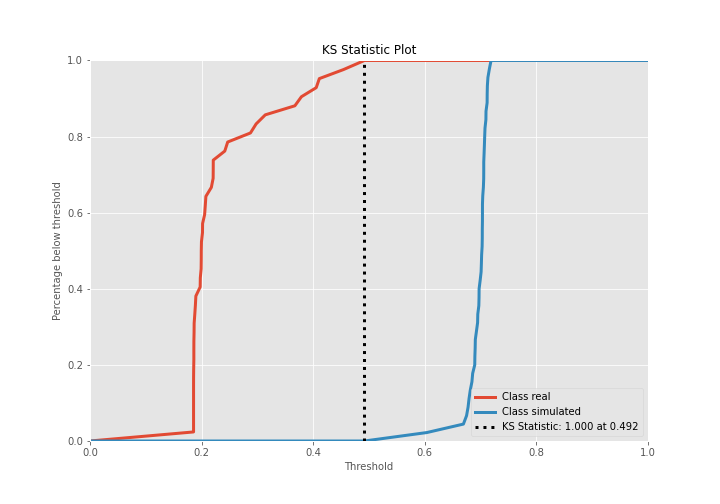 KS Statistic Plot
Percentage below threshold
1.0
0.8
0.6
0.4
0.2
0.0
0.0 0.2 0.4 0.6 0.8 1.0
Threshold
Class real
Class simulated
KS Statistic: 1.000 at 0.492